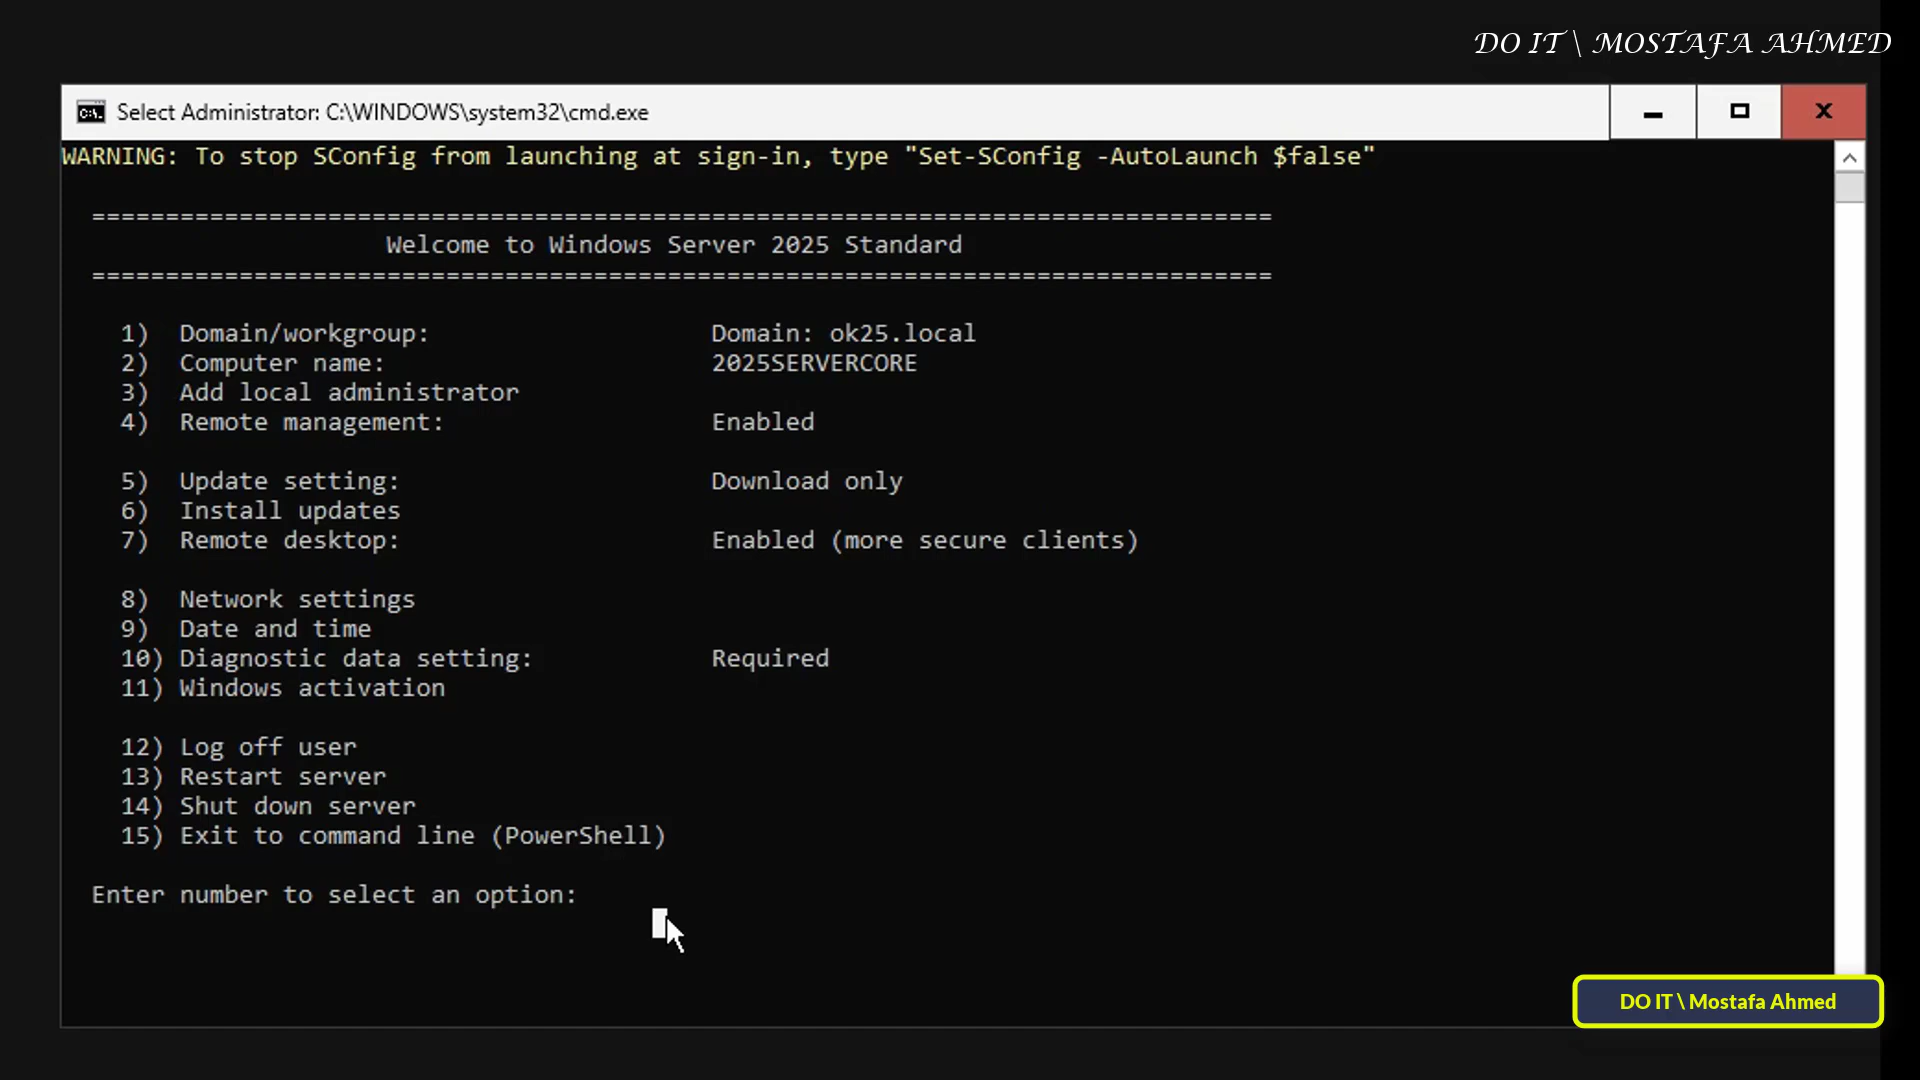 DO IT \ MOSTAFA AHMED
Select Administrator: C:\WINDOWS\system32\cmd.exe
WARNING: To stop SConfig from launching at sign-in, type "Set-SConfig -AutoLaunch $false"
================================================================================
Welcome to Windows Server 2025 Standard
================================================================================
1) Domain/workgroup: Domain: ok25.local
2) Computer name: 2025SERVERCORE
3) Add local administrator
4) Remote management: Enabled
5) Update setting: Download only
6) Install updates
7) Remote desktop: Enabled (more secure clients)
8) Network settings
9) Date and time
10) Diagnostic data setting: Required
11) Windows activation
12) Log off user
13) Restart server
14) Shut down server
15) Exit to command line (PowerShell)
Enter number to select an option:
DO IT \ Mostafa Ahmed